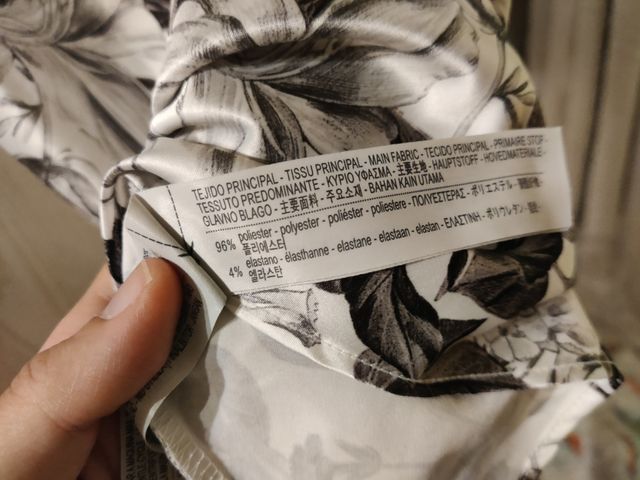 TEJIDO PRINCIPAL - TISSU PRINCIPAL - MAIN FABRIC - TECIDO PRINCIPAL - PRIMAIRE STOF -
TESSUTO PREDOMINANTE - ΚΥΡΙΟ ΥΦΑΣΜΑ - 主要生地 - HAUPTSTOFF - HOVEDMATERIALE -
GLAVNO BLAGO - 主要面料 - 주요소재 - BAHAN KAIN UTAMA
96% poliester - polyester - poliéster - poliestere - ΠΟΛΥΕΣΤΕΡΑΣ - ポリエステル -
폴리에스터
4% elastano - élasthanne - elastane - elastaan - elastan - ΕΛΑΣΤΙΝΗ - ポリウレタン -
엘라스탄